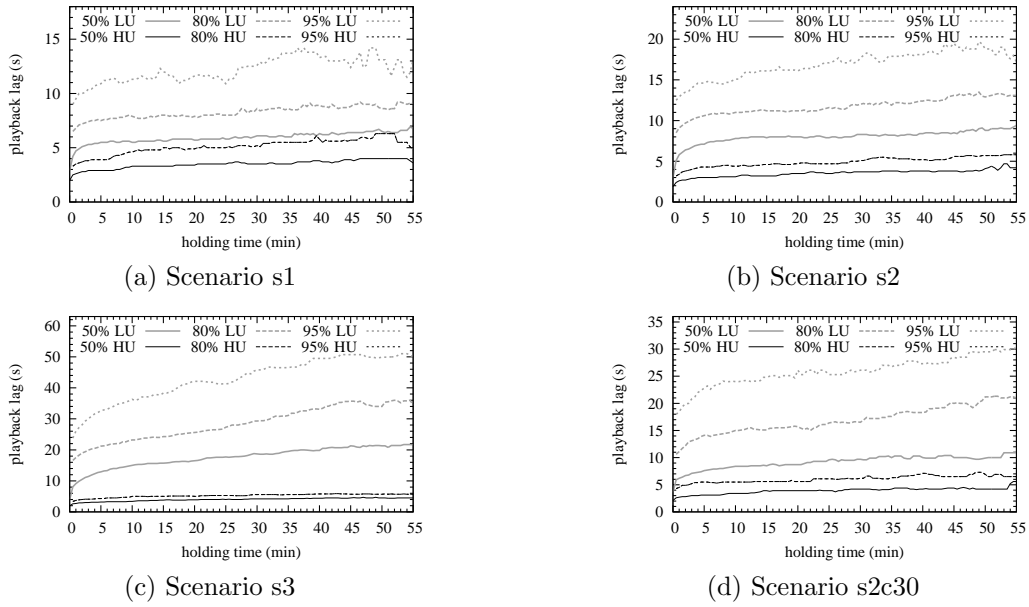 50% LU 80% LU 95% LU
50% HU 80% HU 95% HU
15
10
5
0
playback lag (s)
0 5 10 15 20 25 30 35 40 45 50 55
holding time (min)
(a) Scenario s1
50% LU 80% LU 95% LU
50% HU 80% HU 95% HU
20
15
10
5
0
playback lag (s)
0 5 10 15 20 25 30 35 40 45 50 55
holding time (min)
(b) Scenario s2
50% LU 80% LU 95% LU
50% HU 80% HU 95% HU
60
50
40
30
20
10
0
playback lag (s)
0 5 10 15 20 25 30 35 40 45 50 55
holding time (min)
(c) Scenario s3
50% LU 80% LU 95% LU
50% HU 80% HU 95% HU
35
30
25
20
15
10
5
0
playback lag (s)
0 5 10 15 20 25 30 35 40 45 50 55
holding time (min)
(d) Scenario s2c30